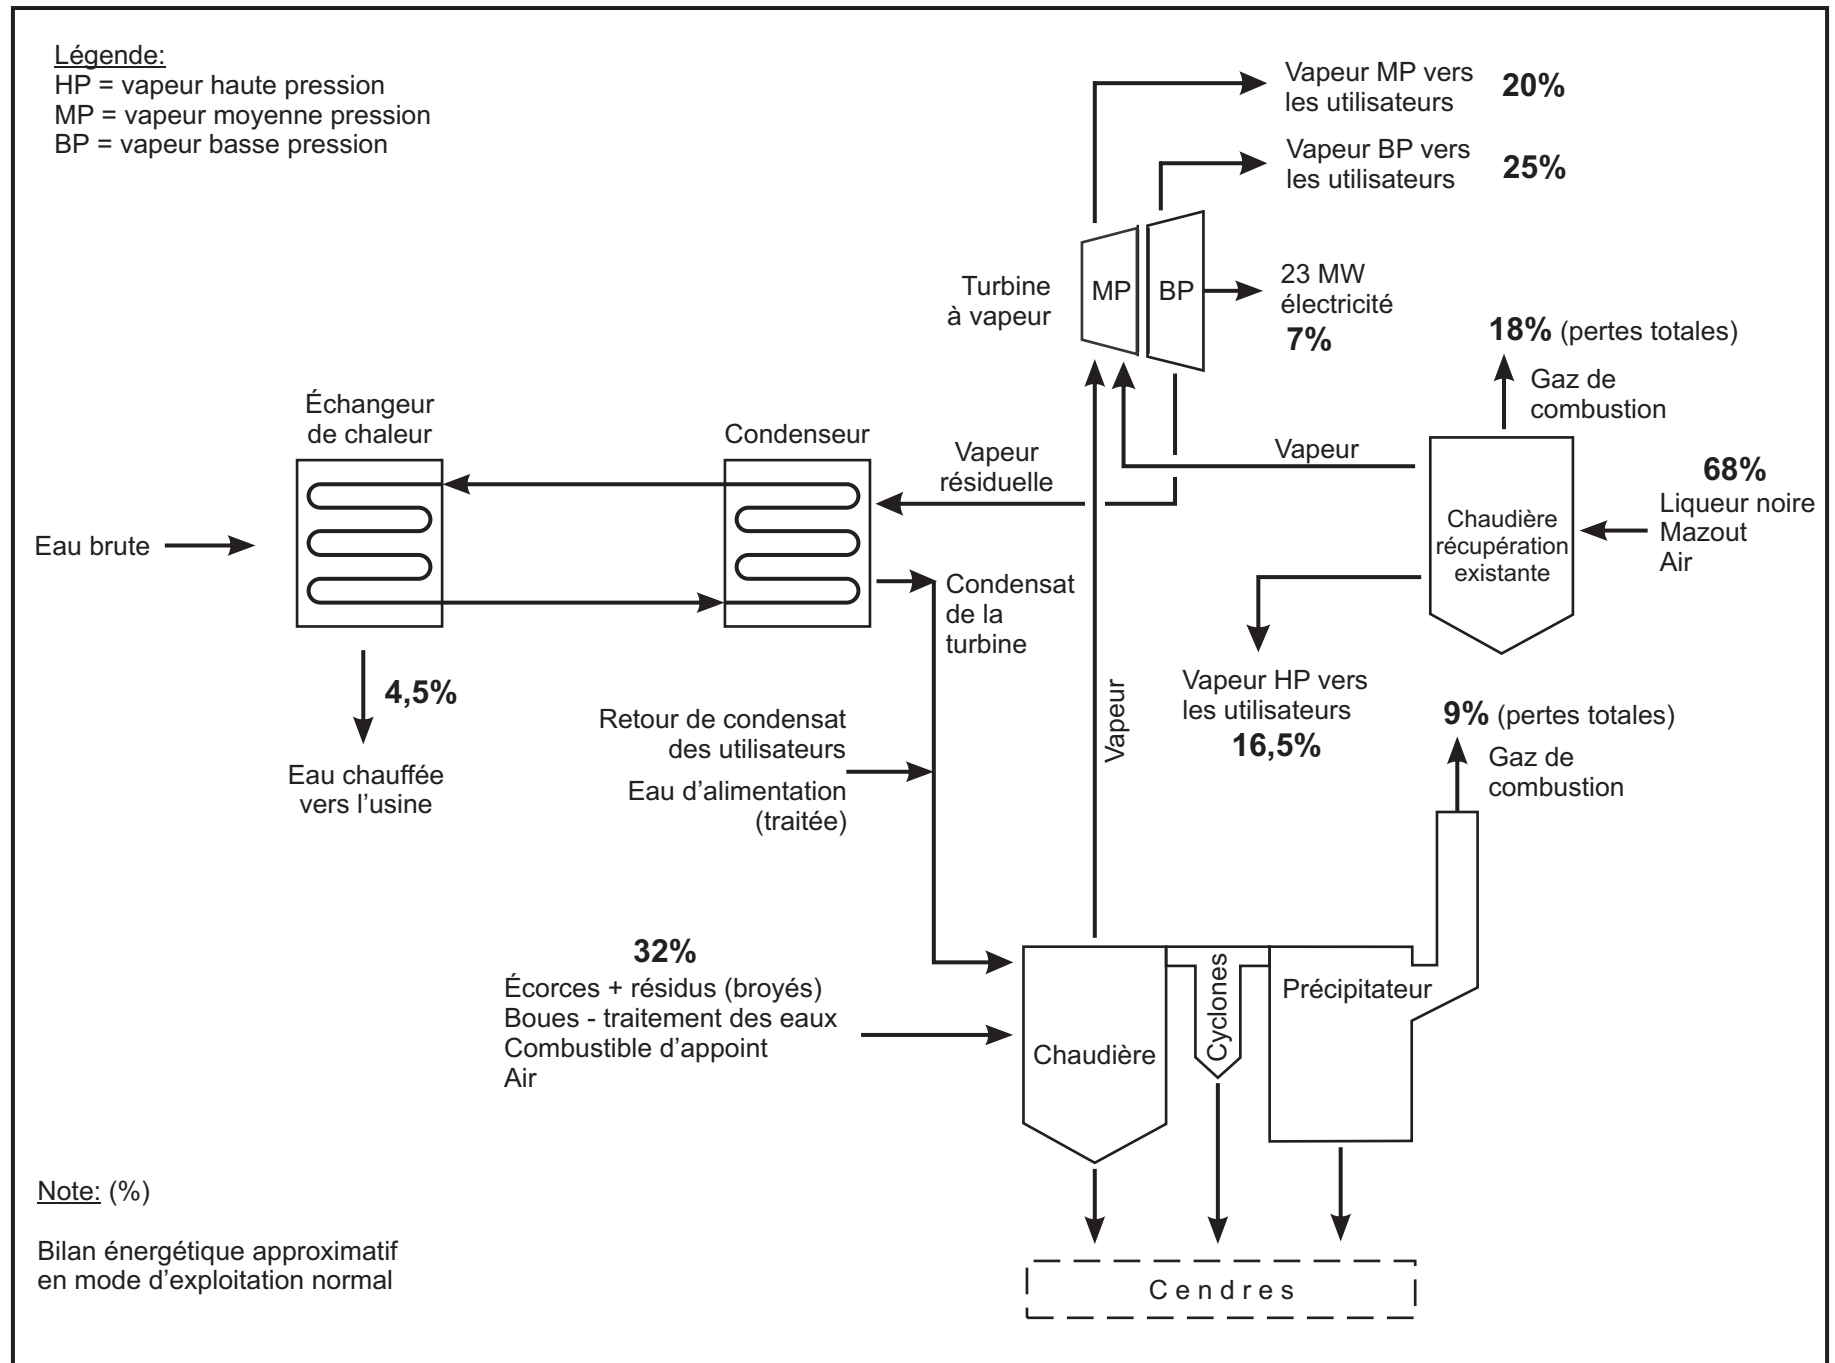 Légende:
HP = vapeur haute pression
MP = vapeur moyenne pression
BP = vapeur basse pression
Vapeur MP vers
les utilisateurs
20%
Vapeur BP vers
les utilisateurs
25%
Turbine
à vapeur
MP
BP
23 MW
électricité
7%
18% (pertes totales)
Gaz de
combustion
Échangeur
de chaleur
Condenseur
Vapeur
résiduelle
Vapeur
68%
Liqueur noire
Mazout
Air
Chaudière
récupération
existante
Eau brute
Condensat
de la
turbine
4,5%
Eau chauffée
vers l’usine
Retour de condensat
des utilisateurs
Eau d’alimentation
(traitée)
Vapeur
Vapeur HP vers
les utilisateurs
16,5%
9% (pertes totales)
Gaz de
combustion
32%
Écorces + résidus (broyés)
Boues - traitement des eaux
Combustible d’appoint
Air
Chaudière
Cyclones
Précipitateur
Note: (%)
Bilan énergétique approximatif
en mode d’exploitation normal
Cendres